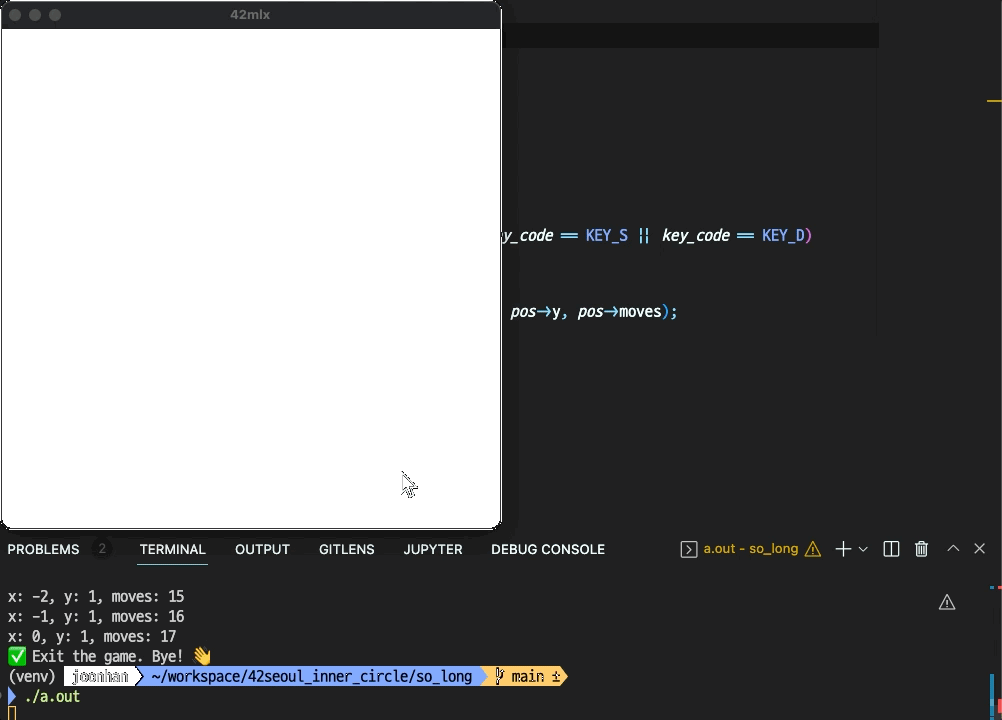 42mlx
y_code == KEY_S || key_code == KEY_D)
pos->y, pos->moves);
PROBLEMS 2 TERMINAL OUTPUT GITLENS JUPYTER DEBUG CONSOLE a.out - so_long
x: -2, y: 1, moves: 15
x: -1, y: 1, moves: 16
x: 0, y: 1, moves: 17
✅ Exit the game. Bye! 👋
(venv) joonhan ~/workspace/42seoul_inner_circle/so_long main ±
./a.out